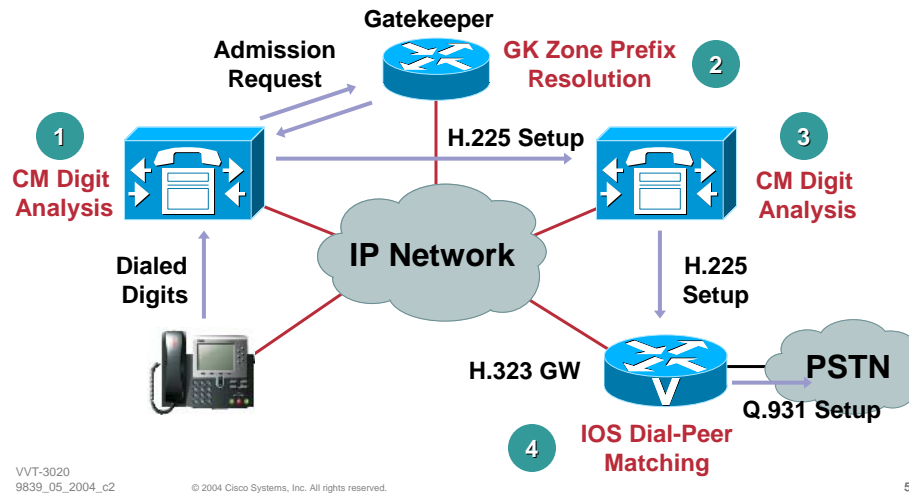 Gatekeeper
Admission
Request
GK Zone Prefix
Resolution
2
1
H.225 Setup
3
CM Digit
Analysis
CM Digit
Analysis
IP Network
Dialed
Digits
H.225
Setup
H.323 GW
V
PSTN
Q.931 Setup
4
IOS Dial-Peer
Matching
VVT-3020
9839_05_2004_c2
© 2004 Cisco Systems, Inc. All rights reserved.
5